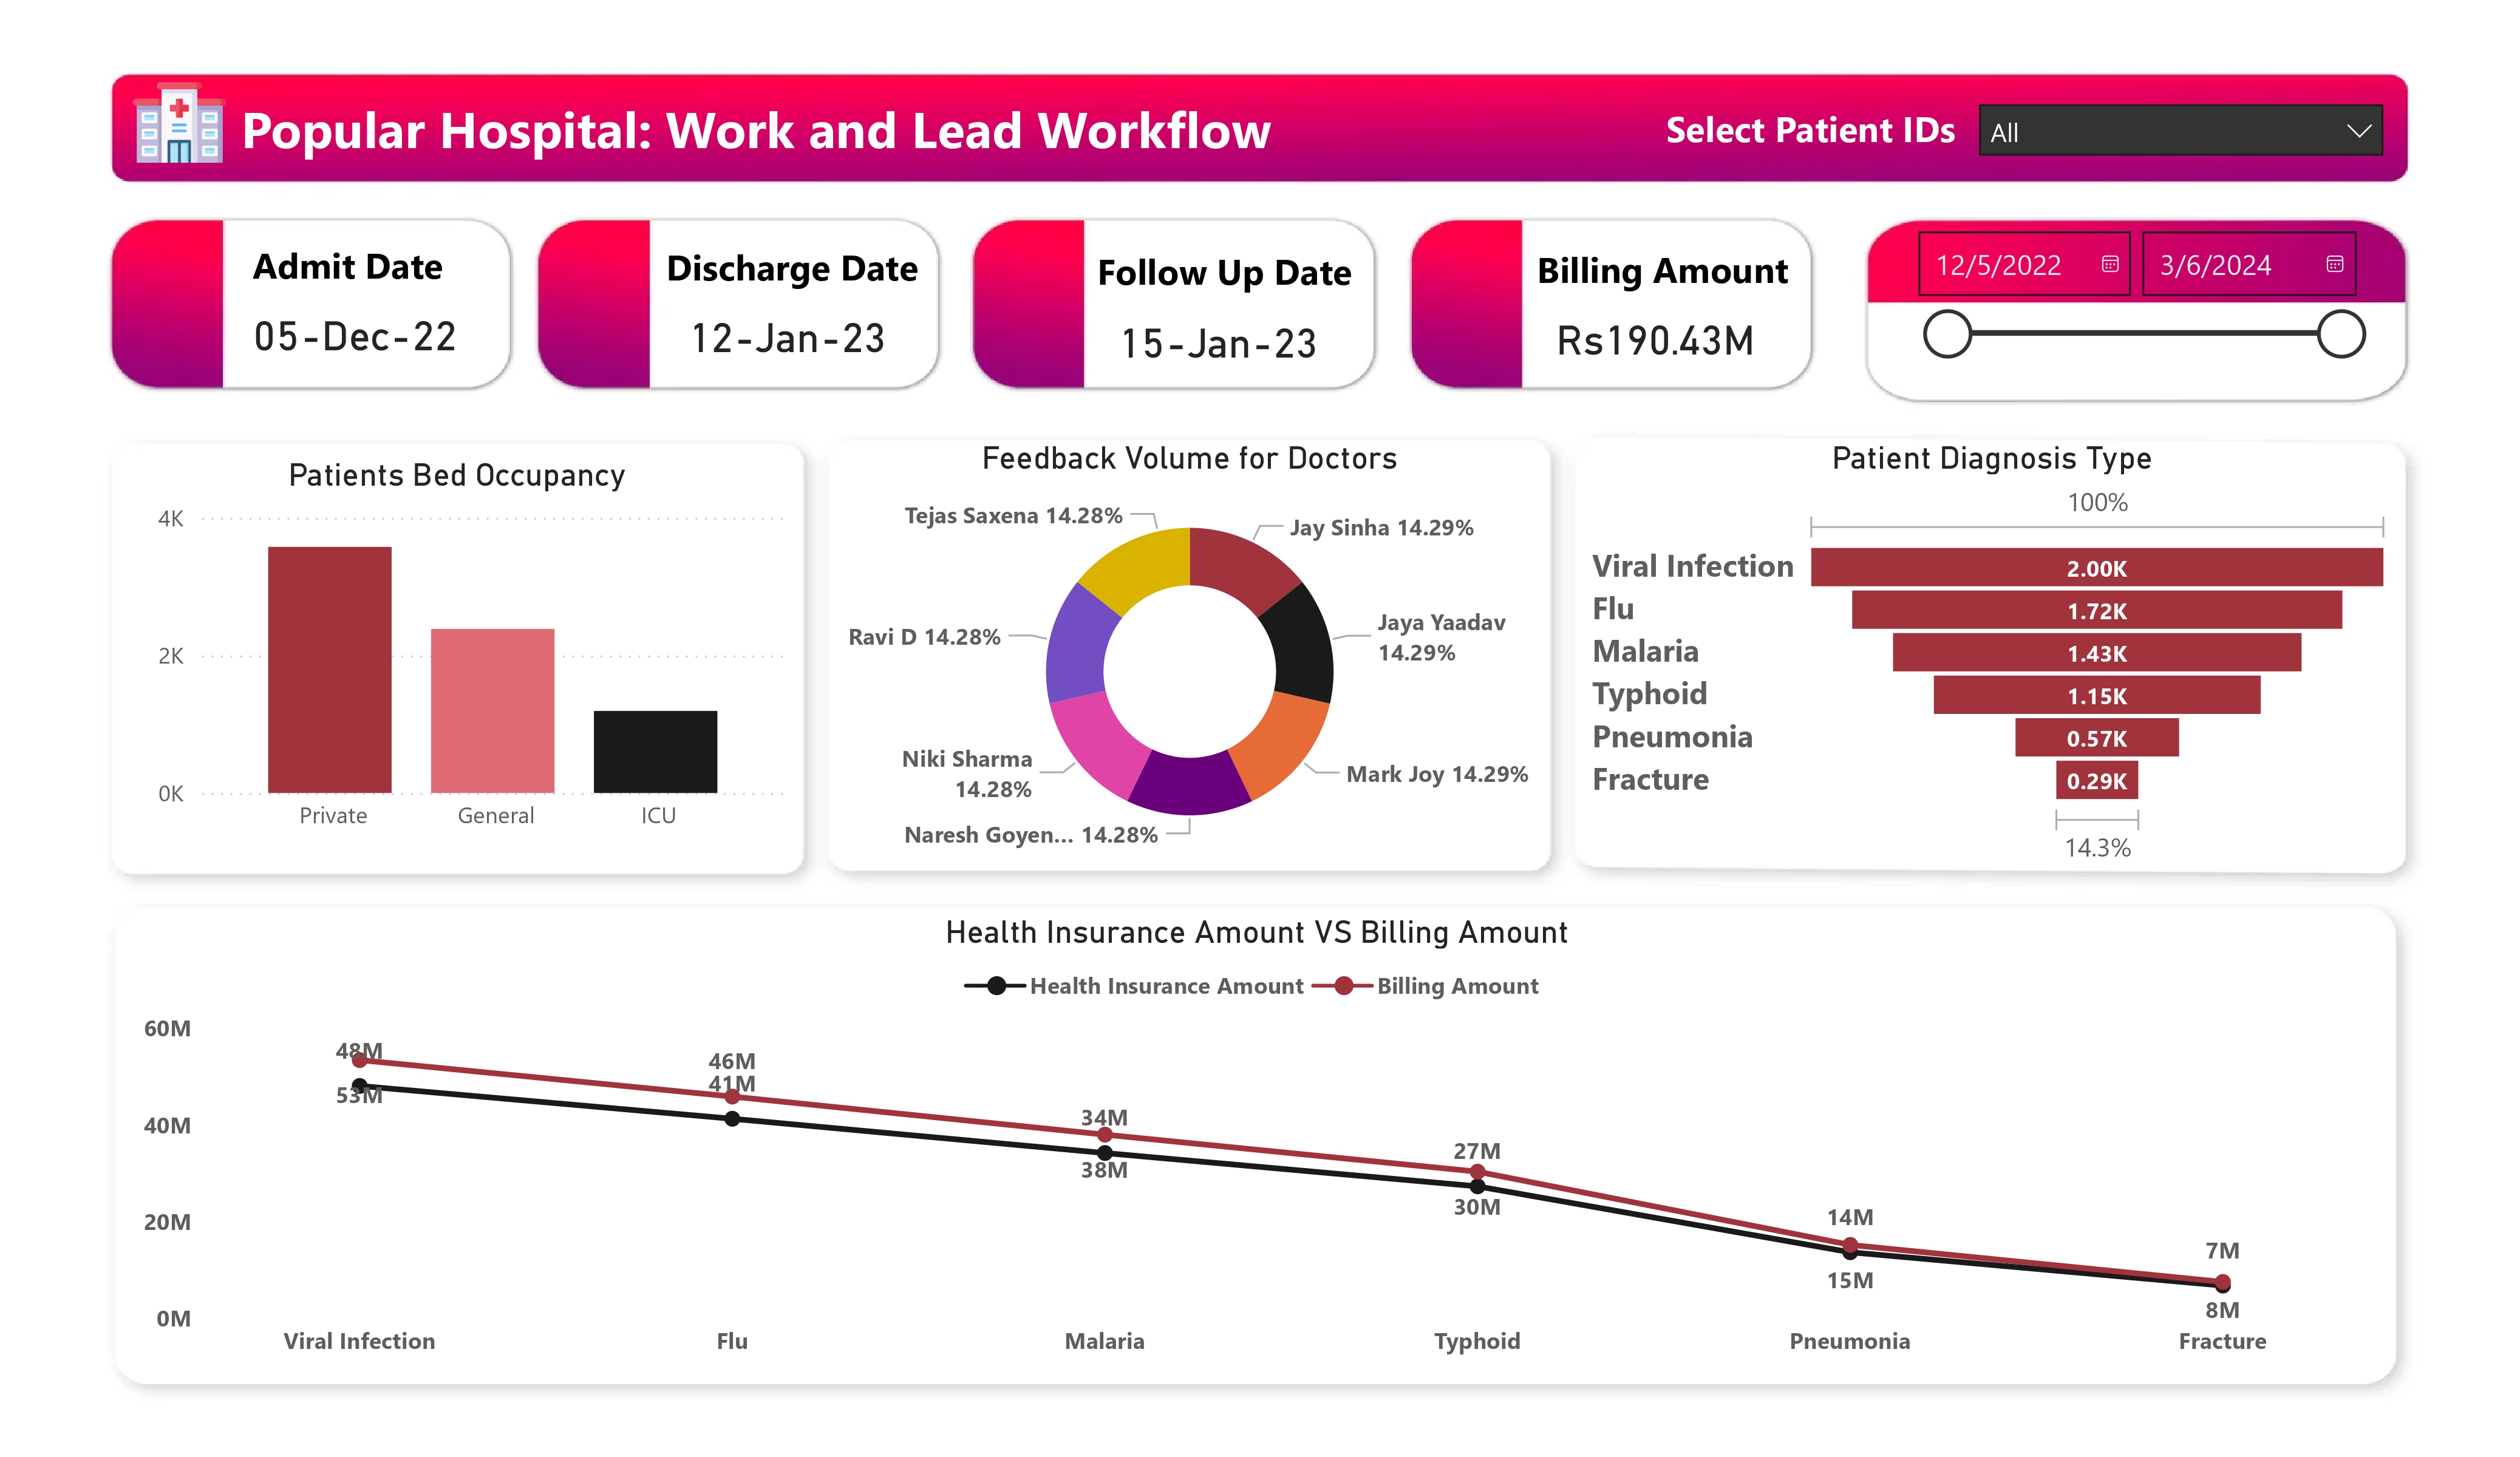 Popular Hospital: Work and Lead Workflow
Select Patient IDs
All
Admit Date
05-Dec-22
Discharge Date
12-Jan-23
Follow Up Date
15-Jan-23
Billing Amount
Rs190.43M
12/5/2022
3/6/2024
Patients Bed Occupancy
4K
2K
0K
Private
General
ICU
Feedback Volume for Doctors
Tejas Saxena 14.28%
Jay Sinha 14.29%
Jaya Yaadav
14.29%
Ravi D 14.28%
Niki Sharma
14.28%
Mark Joy 14.29%
Naresh Goyen... 14.28%
Patient Diagnosis Type
100%
Viral Infection 2.00K
Flu 1.72K
Malaria 1.43K
Typhoid 1.15K
Pneumonia 0.57K
Fracture 0.29K
14.3%
Health Insurance Amount VS Billing Amount
Health Insurance Amount
Billing Amount
60M
40M
20M
0M
48M
53M
46M
41M
34M
38M
27M
30M
14M
15M
7M
8M
Viral Infection
Flu
Malaria
Typhoid
Pneumonia
Fracture